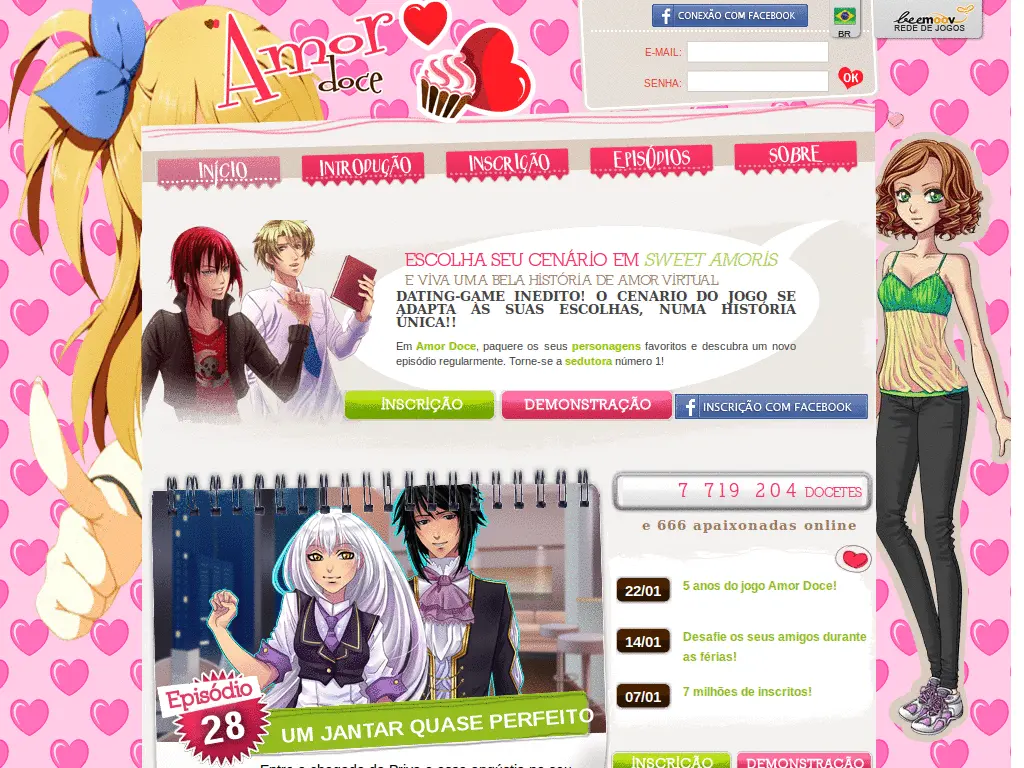 Amor
doce
CONEXÃO COM FACEBOOK
BR
beemoov
REDE DE JOGOS
E-MAIL:
SENHA:
OK
INÍCIO
INTRODUÇÃO
INSCRIÇÃO
EPISÓDIOS
SOBRE
ESCOLHA SEU CENÁRIO EM SWEET AMORIS
E VIVA UMA BELA HISTÓRIA DE AMOR VIRTUAL
DATING-GAME INEDITO! O CENARIO DO JOGO SE
ADAPTA ÀS SUAS ESCOLHAS, NUMA HISTÓRIA
ÚNICA!!
Em Amor Doce, paquere os seus personagens favoritos e descubra um novo
episódio regularmente. Torne-se a sedutora número 1!
INSCRIÇÃO
DEMONSTRAÇÃO
INSCRIÇÃO COM FACEBOOK
7 719 204 DOCETES
e 666 apaixonadas online
22/01 5 anos do jogo Amor Doce!
14/01 Desafie os seus amigos durante
as férias!
07/01 7 milhões de inscritos!
Episódio
28
UM JANTAR QUASE PERFEITO
INSCRIÇÃO
DEMONSTRAÇÃO